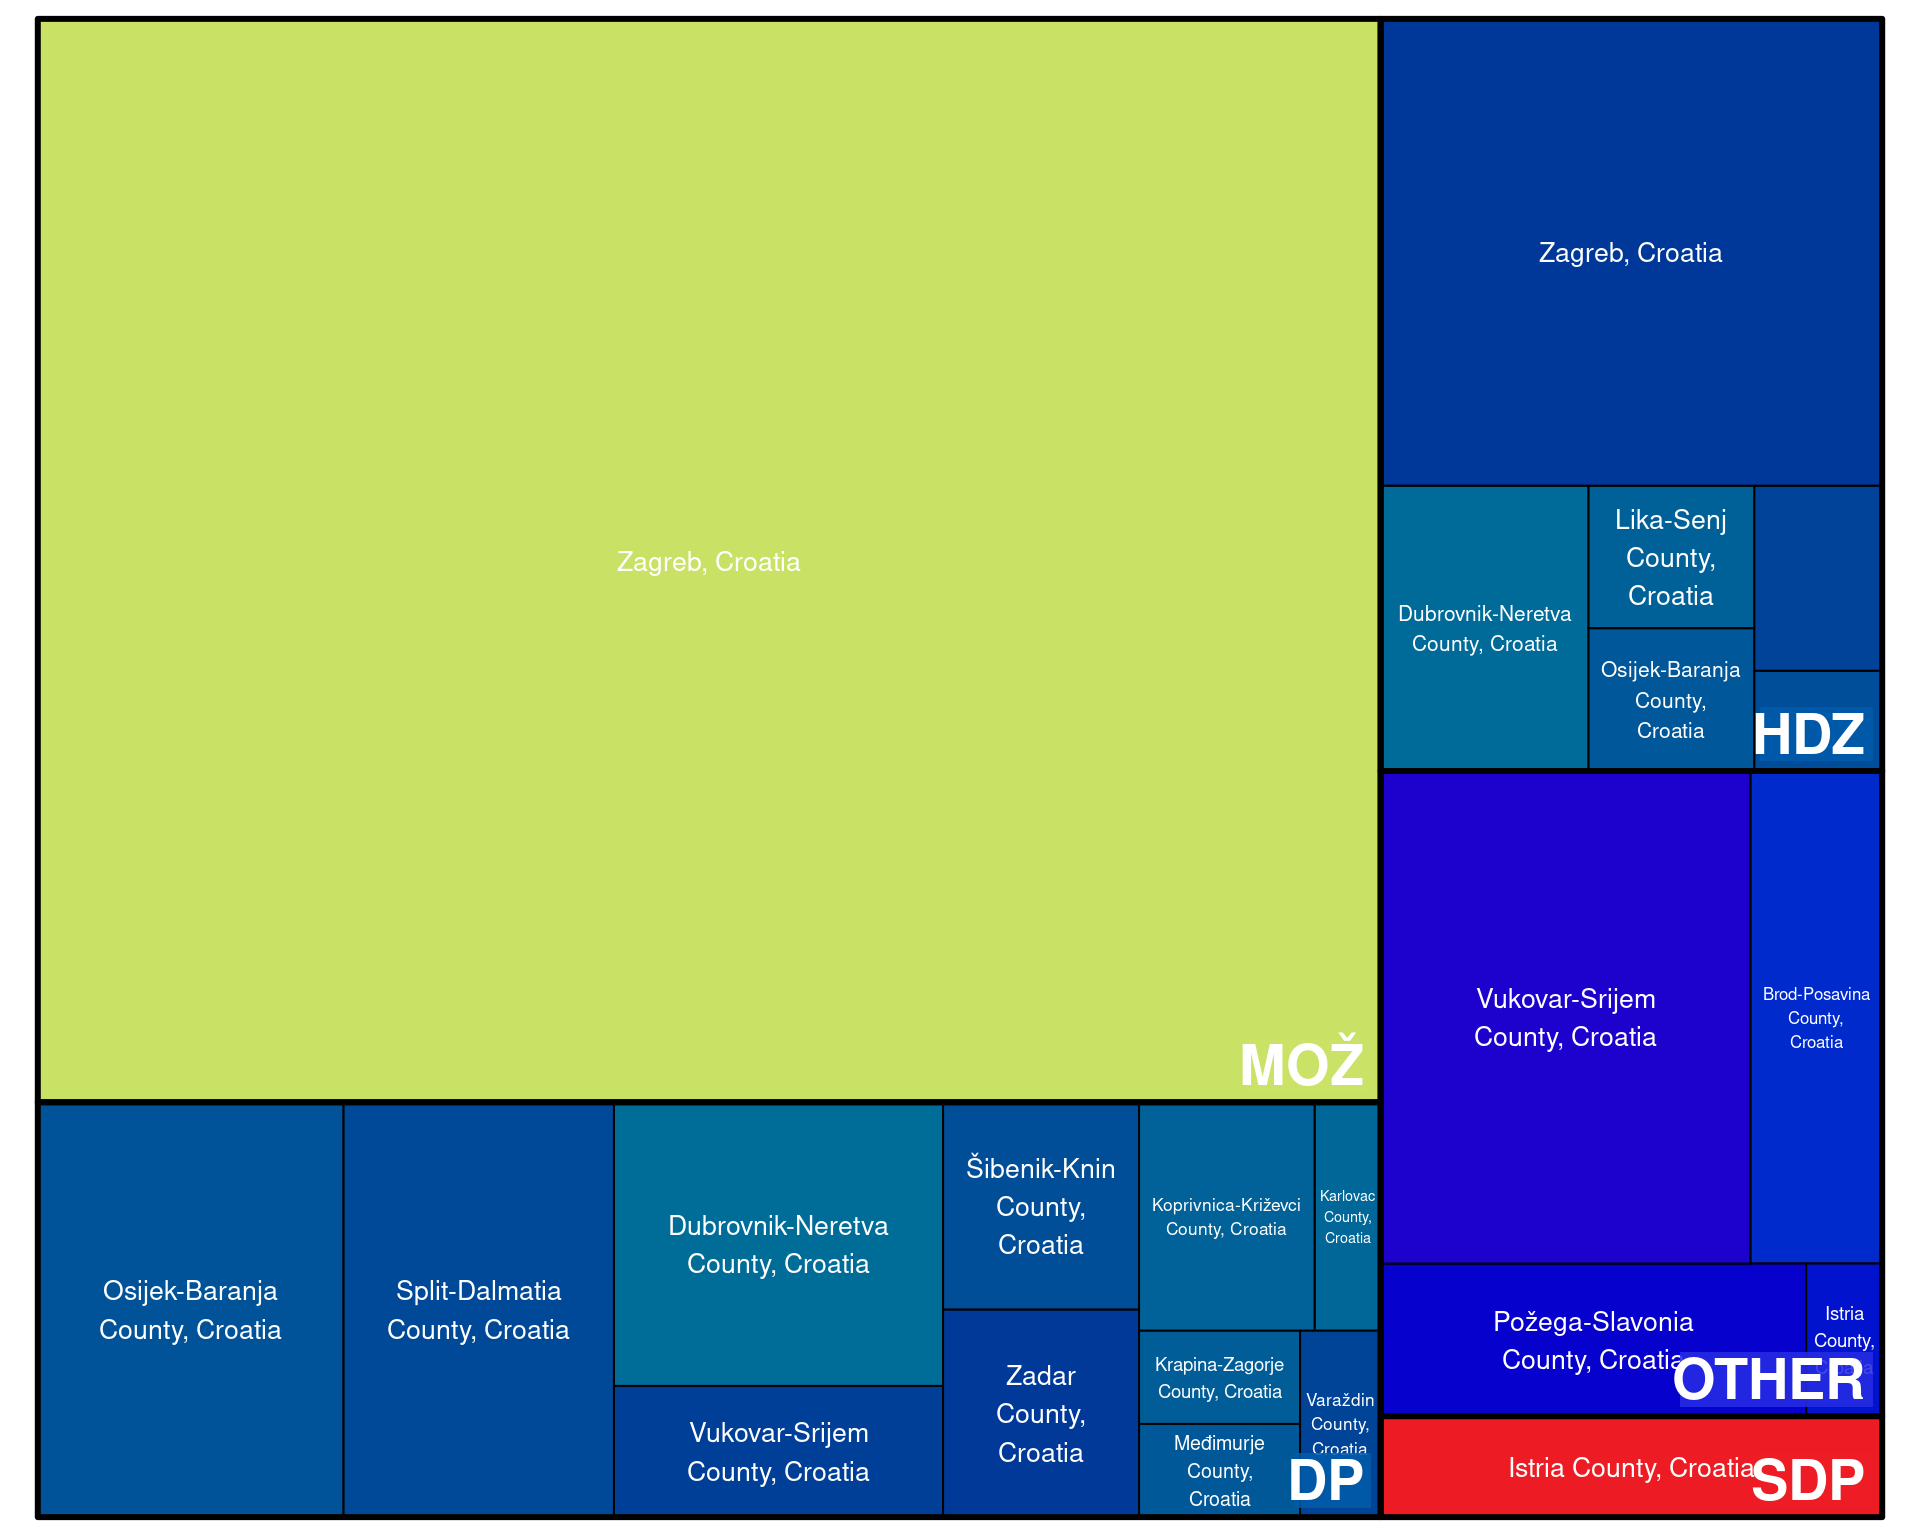 Zagreb, Croatia
MOŽ
Zagreb, Croatia
Dubrovnik-Neretva
County, Croatia
Lika-Senj
County,
Croatia
Osijek-Baranja
County,
Croatia
HDZ
Vukovar-Srijem
County, Croatia
Brod-Posavina
County,
Croatia
Požega-Slavonia
County, Croatia
Istria
County,
Croatia
OTHER
Istria County, Croatia
SDP
Osijek-Baranja
County, Croatia
Split-Dalmatia
County, Croatia
Dubrovnik-Neretva
County, Croatia
Vukovar-Srijem
County, Croatia
Šibenik-Knin
County,
Croatia
Zadar
County,
Croatia
Koprivnica-Križevci
County, Croatia
Karlovac
County,
Croatia
Krapina-Zagorje
County, Croatia
Varaždin
County,
Croatia
Međimurje
County,
Croatia
DP